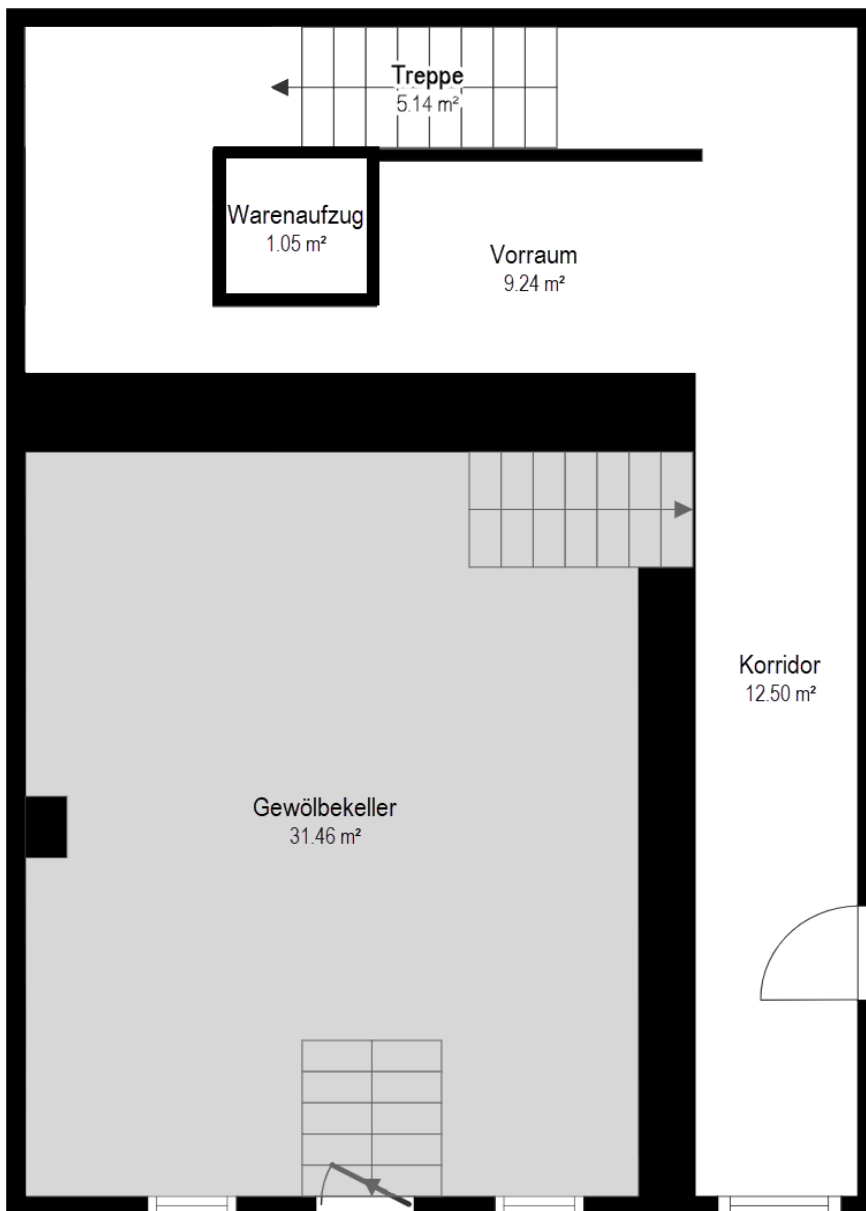 Treppe
5.14 m²
Warenaufzug
1.05 m²
Vorraum
9.24 m²
Korridor
12.50 m²
Gewölbekeller
31.46 m²